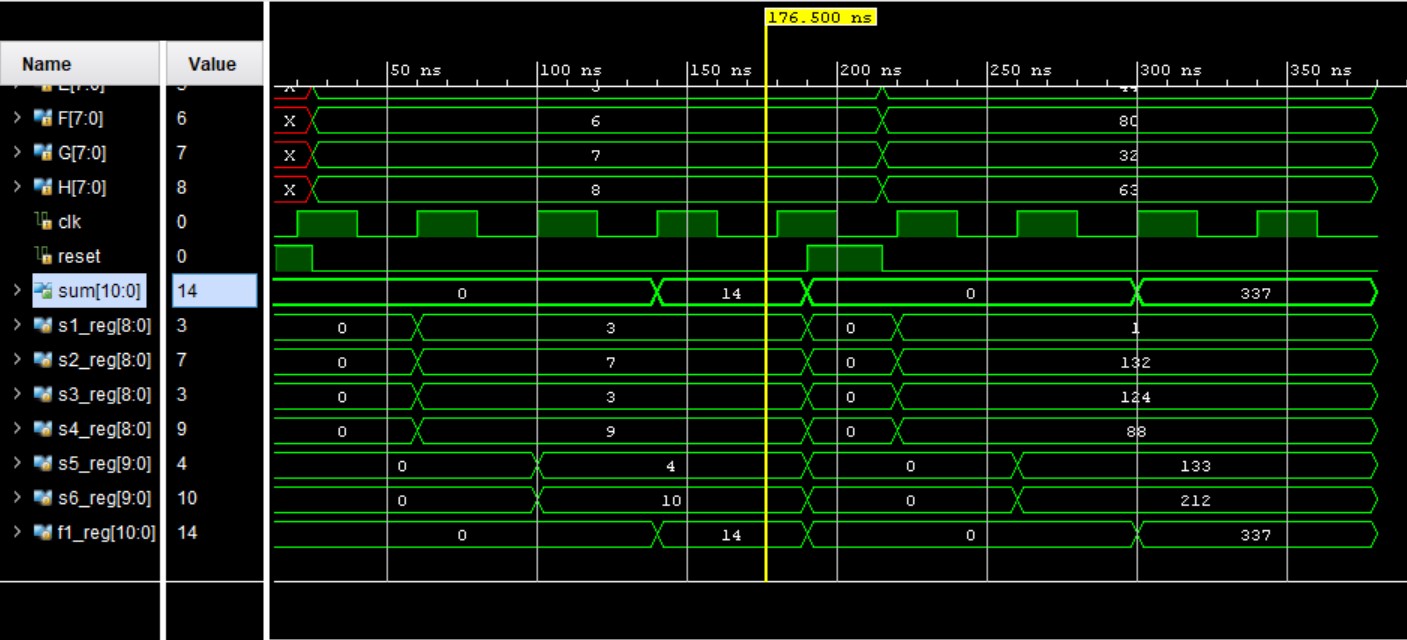 176.500 ns
Name Value
50 ns 100 ns 150 ns 200 ns 250 ns 300 ns 350 ns
F[7:0] 6 X 6 80
G[7:0] 7 X 7 32
H[7:0] 8 X 8 63
clk 0
reset 0
sum[10:0] 14 0 14 0 337
s1_reg[8:0] 3 0 3 0 1
s2_reg[8:0] 7 0 7 0 132
s3_reg[8:0] 3 0 3 0 124
s4_reg[8:0] 9 0 9 0 88
s5_reg[9:0] 4 0 4 0 133
s6_reg[9:0] 10 0 10 0 212
f1_reg[10:0] 14 0 14 0 337